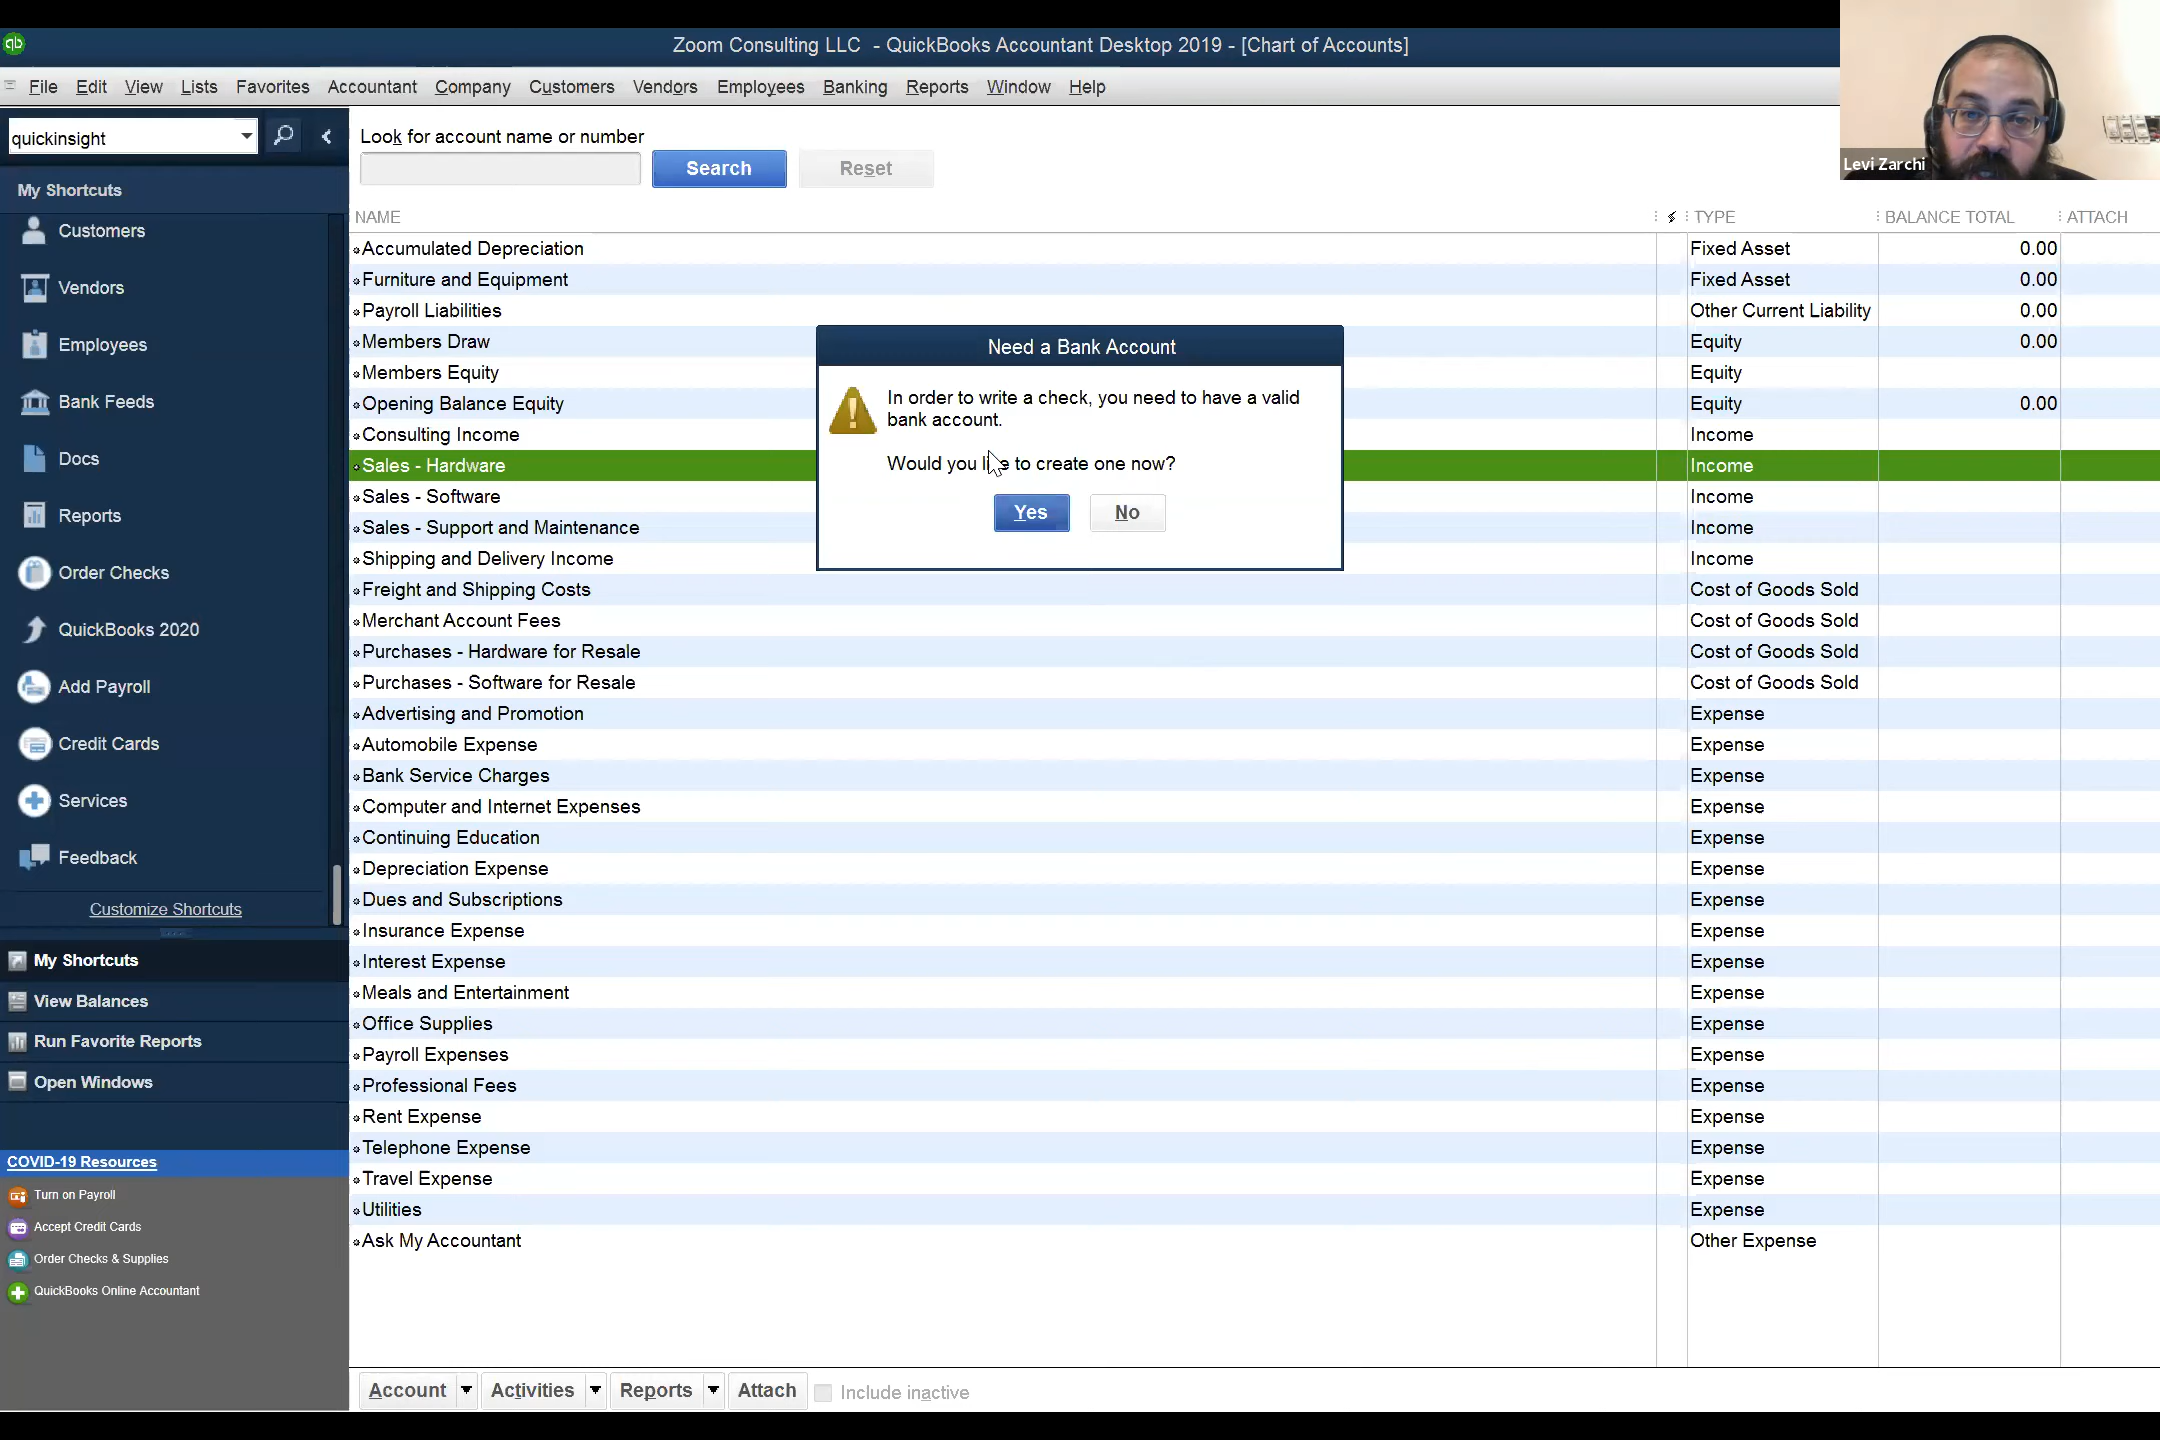 qb
Zoom Consulting LLC - QuickBooks Accountant Desktop 2019 - [Chart of Accounts]
File Edit View Lists Favorites Accountant Company Customers Vendors Employees Banking Reports Window Help
Levi Zarchi
quickinsight
My Shortcuts
Customers
Vendors
Employees
Bank Feeds
Docs
Reports
Order Checks
QuickBooks 2020
Add Payroll
Credit Cards
Services
Feedback
Customize Shortcuts
My Shortcuts
View Balances
Run Favorite Reports
Open Windows
COVID-19 Resources
Turn on Payroll
Accept Credit Cards
Order Checks & Supplies
QuickBooks Online Accountant
Look for account name or number
Search Reset
NAME TYPE BALANCE TOTAL ATTACH
Accumulated Depreciation Fixed Asset 0.00
Furniture and Equipment Fixed Asset 0.00
Payroll Liabilities Other Current Liability 0.00
Members Draw Equity 0.00
Members Equity Equity
Opening Balance Equity Equity 0.00
Consulting Income Income
Sales - Hardware Income
Sales - Software Income
Sales - Support and Maintenance Income
Shipping and Delivery Income Income
Freight and Shipping Costs Cost of Goods Sold
Merchant Account Fees Cost of Goods Sold
Purchases - Hardware for Resale Cost of Goods Sold
Purchases - Software for Resale Cost of Goods Sold
Advertising and Promotion Expense
Automobile Expense Expense
Bank Service Charges Expense
Computer and Internet Expenses Expense
Continuing Education Expense
Depreciation Expense Expense
Dues and Subscriptions Expense
Insurance Expense Expense
Interest Expense Expense
Meals and Entertainment Expense
Office Supplies Expense
Payroll Expenses Expense
Professional Fees Expense
Rent Expense Expense
Telephone Expense Expense
Travel Expense Expense
Utilities Expense
Ask My Accountant Other Expense
Need a Bank Account
In order to write a check, you need to have a valid
bank account.
Would you like to create one now?
Yes No
Account Activities Reports Attach Include inactive